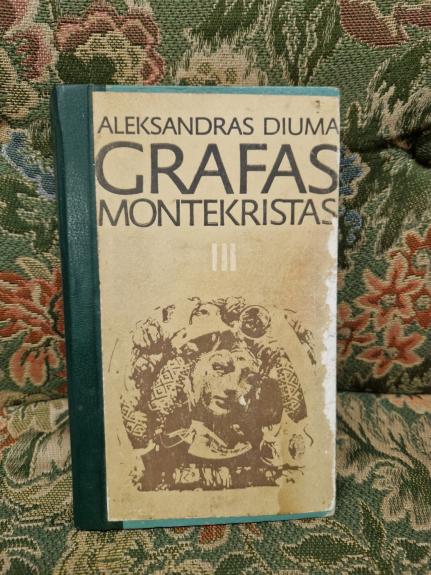 ALEKSANDRAS DIUMA
GRAFAS
MONTEKRISTAS
III